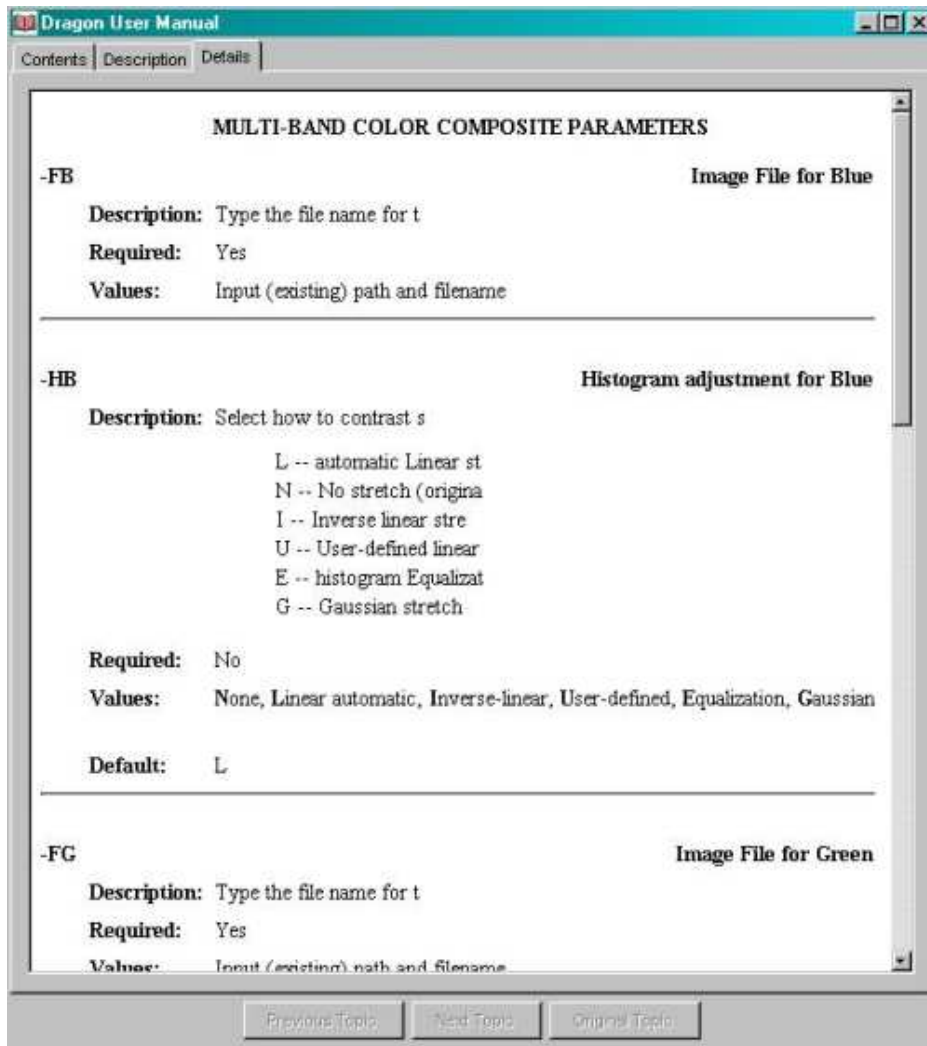 Dragon User Manual
Contents Description Details
MULTI-BAND COLOR COMPOSITE PARAMETERS
-FB Image File for Blue
Description: Type the file name for t
Required: Yes
Values: Input (existing) path and filename
-HB Histogram adjustment for Blue
Description: Select how to contrast s
L -- automatic Linear st
N -- No stretch (origina
I -- Inverse linear stre
U -- User-defined linear
E -- histogram Equalizat
G -- Gaussian stretch
Required: No
Values: None, Linear automatic, Inverse-linear, User-defined, Equalization, Gaussian
Default: L
-FG Image File for Green
Description: Type the file name for t
Required: Yes
Values: Input (existing) path and filename
Previous Topic Next Topic Original Topic